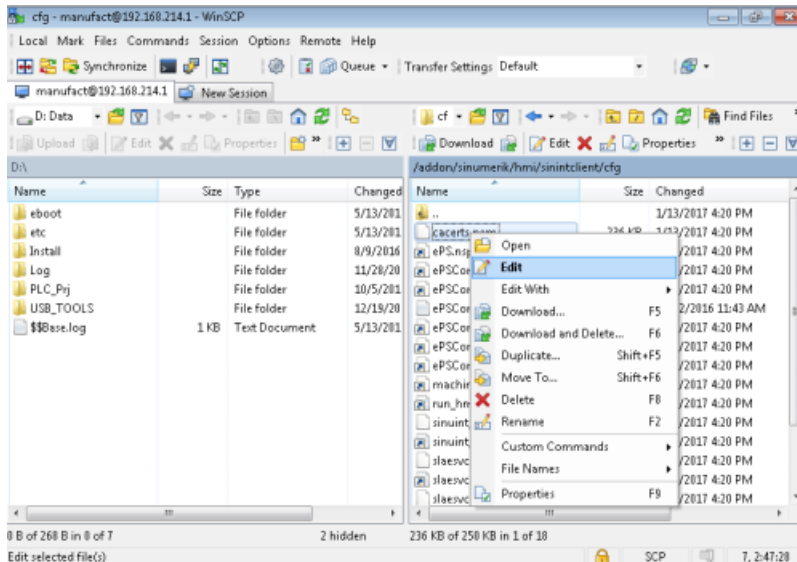 cfg - manufact@192.168.214.1 - WinSCP
Local Mark Files Commands Session Options Remote Help
Synchronize Queue Transfer Settings Default
manufact@192.168.214.1 New Session
D: Data cf Find Files
Upload Edit Properties Download Edit Properties
D:\ /addon/sinumerik/hmi/sinintclient/cfg
Name Size Type Changed Name Size Changed
eboot File folder 5/13/201 .. 1/13/2017 4:20 PM
etc File folder 5/13/201 cacerts.pem 236 KB 1/13/2017 4:20 PM
Install File folder 8/9/2016 ePS.nsp Open
Log File folder 11/28/20 ePSCor Edit /2017 4:20 PM
PLC_Prj File folder 10/5/201 ePSCor Edit With /2017 4:20 PM
USB_TOOLS File folder 12/19/20 ePSCor Download... F5 2/2016 11:43 AM
$$Base.log 1 KB Text Document 5/13/201 ePSCor Download and Delete... F6 /2017 4:20 PM
ePSCor Duplicate... Shift+F5 /2017 4:20 PM
ePSCor Move To... Shift+F6 /2017 4:20 PM
machin Delete F8 /2017 4:20 PM
run_hm Rename F2 /2017 4:20 PM
sinuint_ Custom Commands /2017 4:20 PM
sinuint_ File Names /2017 4:20 PM
slaesvc
slaesvc Properties F9 /2017 4:20 PM
slaesvc /2017 4:20 PM
0 B of 268 B in 0 of 7 2 hidden 236 KB of 250 KB in 1 of 18
Edit selected file(s) SCP 7, 2:47:28